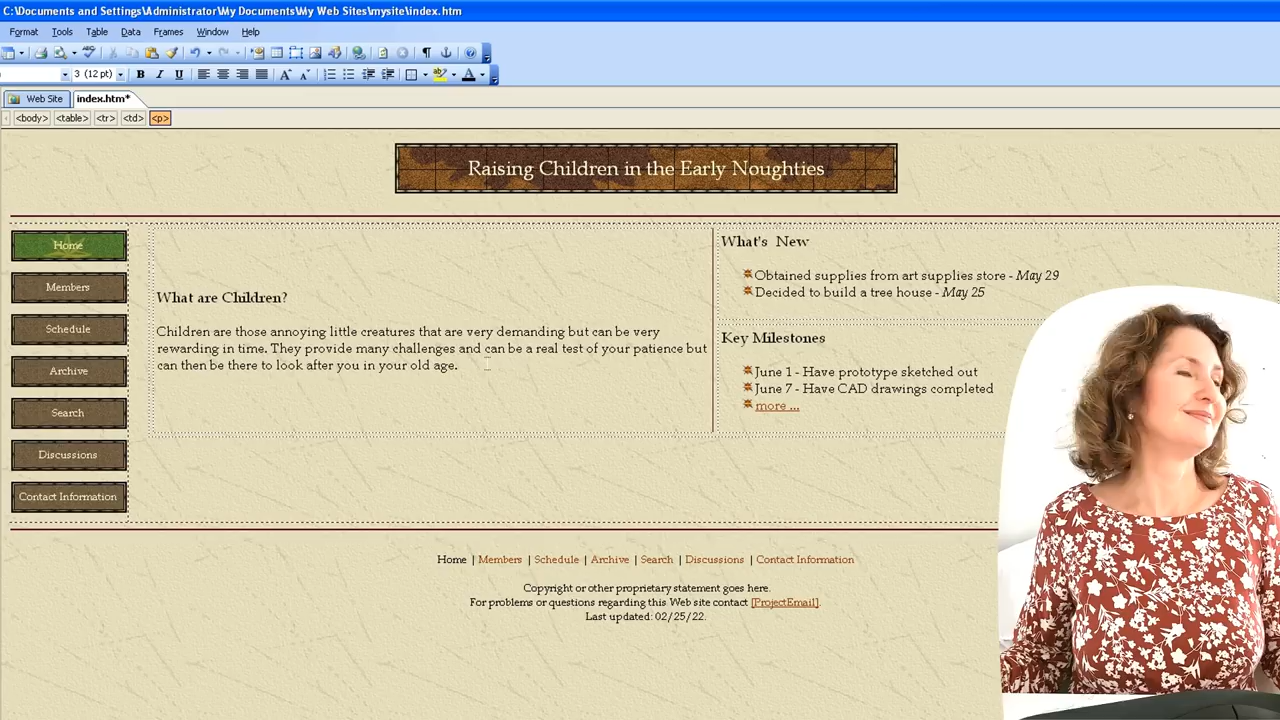 C:\Documents and Settings\Administrator\My Documents\My Web Sites\mysite\index.htm
Format Tools Table Data Frames Window Help
3 (12 pt) B I U A A A
Web Site index.htm*
<body> <table> <tr> <td> <p>
Raising Children in the Early Noughties
Home
Members
Schedule
Archive
Search
Discussions
Contact Information
What are Children?
Children are those annoying little creatures that are very demanding but can be very
rewarding in time. They provide many challenges and can be a real test of your patience but
can then be there to look after you in your old age.
What's New
Obtained supplies from art supplies store - May 29
Decided to build a tree house - May 25
Key Milestones
June 1 - Have prototype sketched out
June 7 - Have CAD drawings completed
more ...
Home | Members | Schedule | Archive | Search | Discussions | Contact Information
Copyright or other proprietary statement goes here.
For problems or questions regarding this Web site contact [ProjectEmail].
Last updated: 02/25/22.